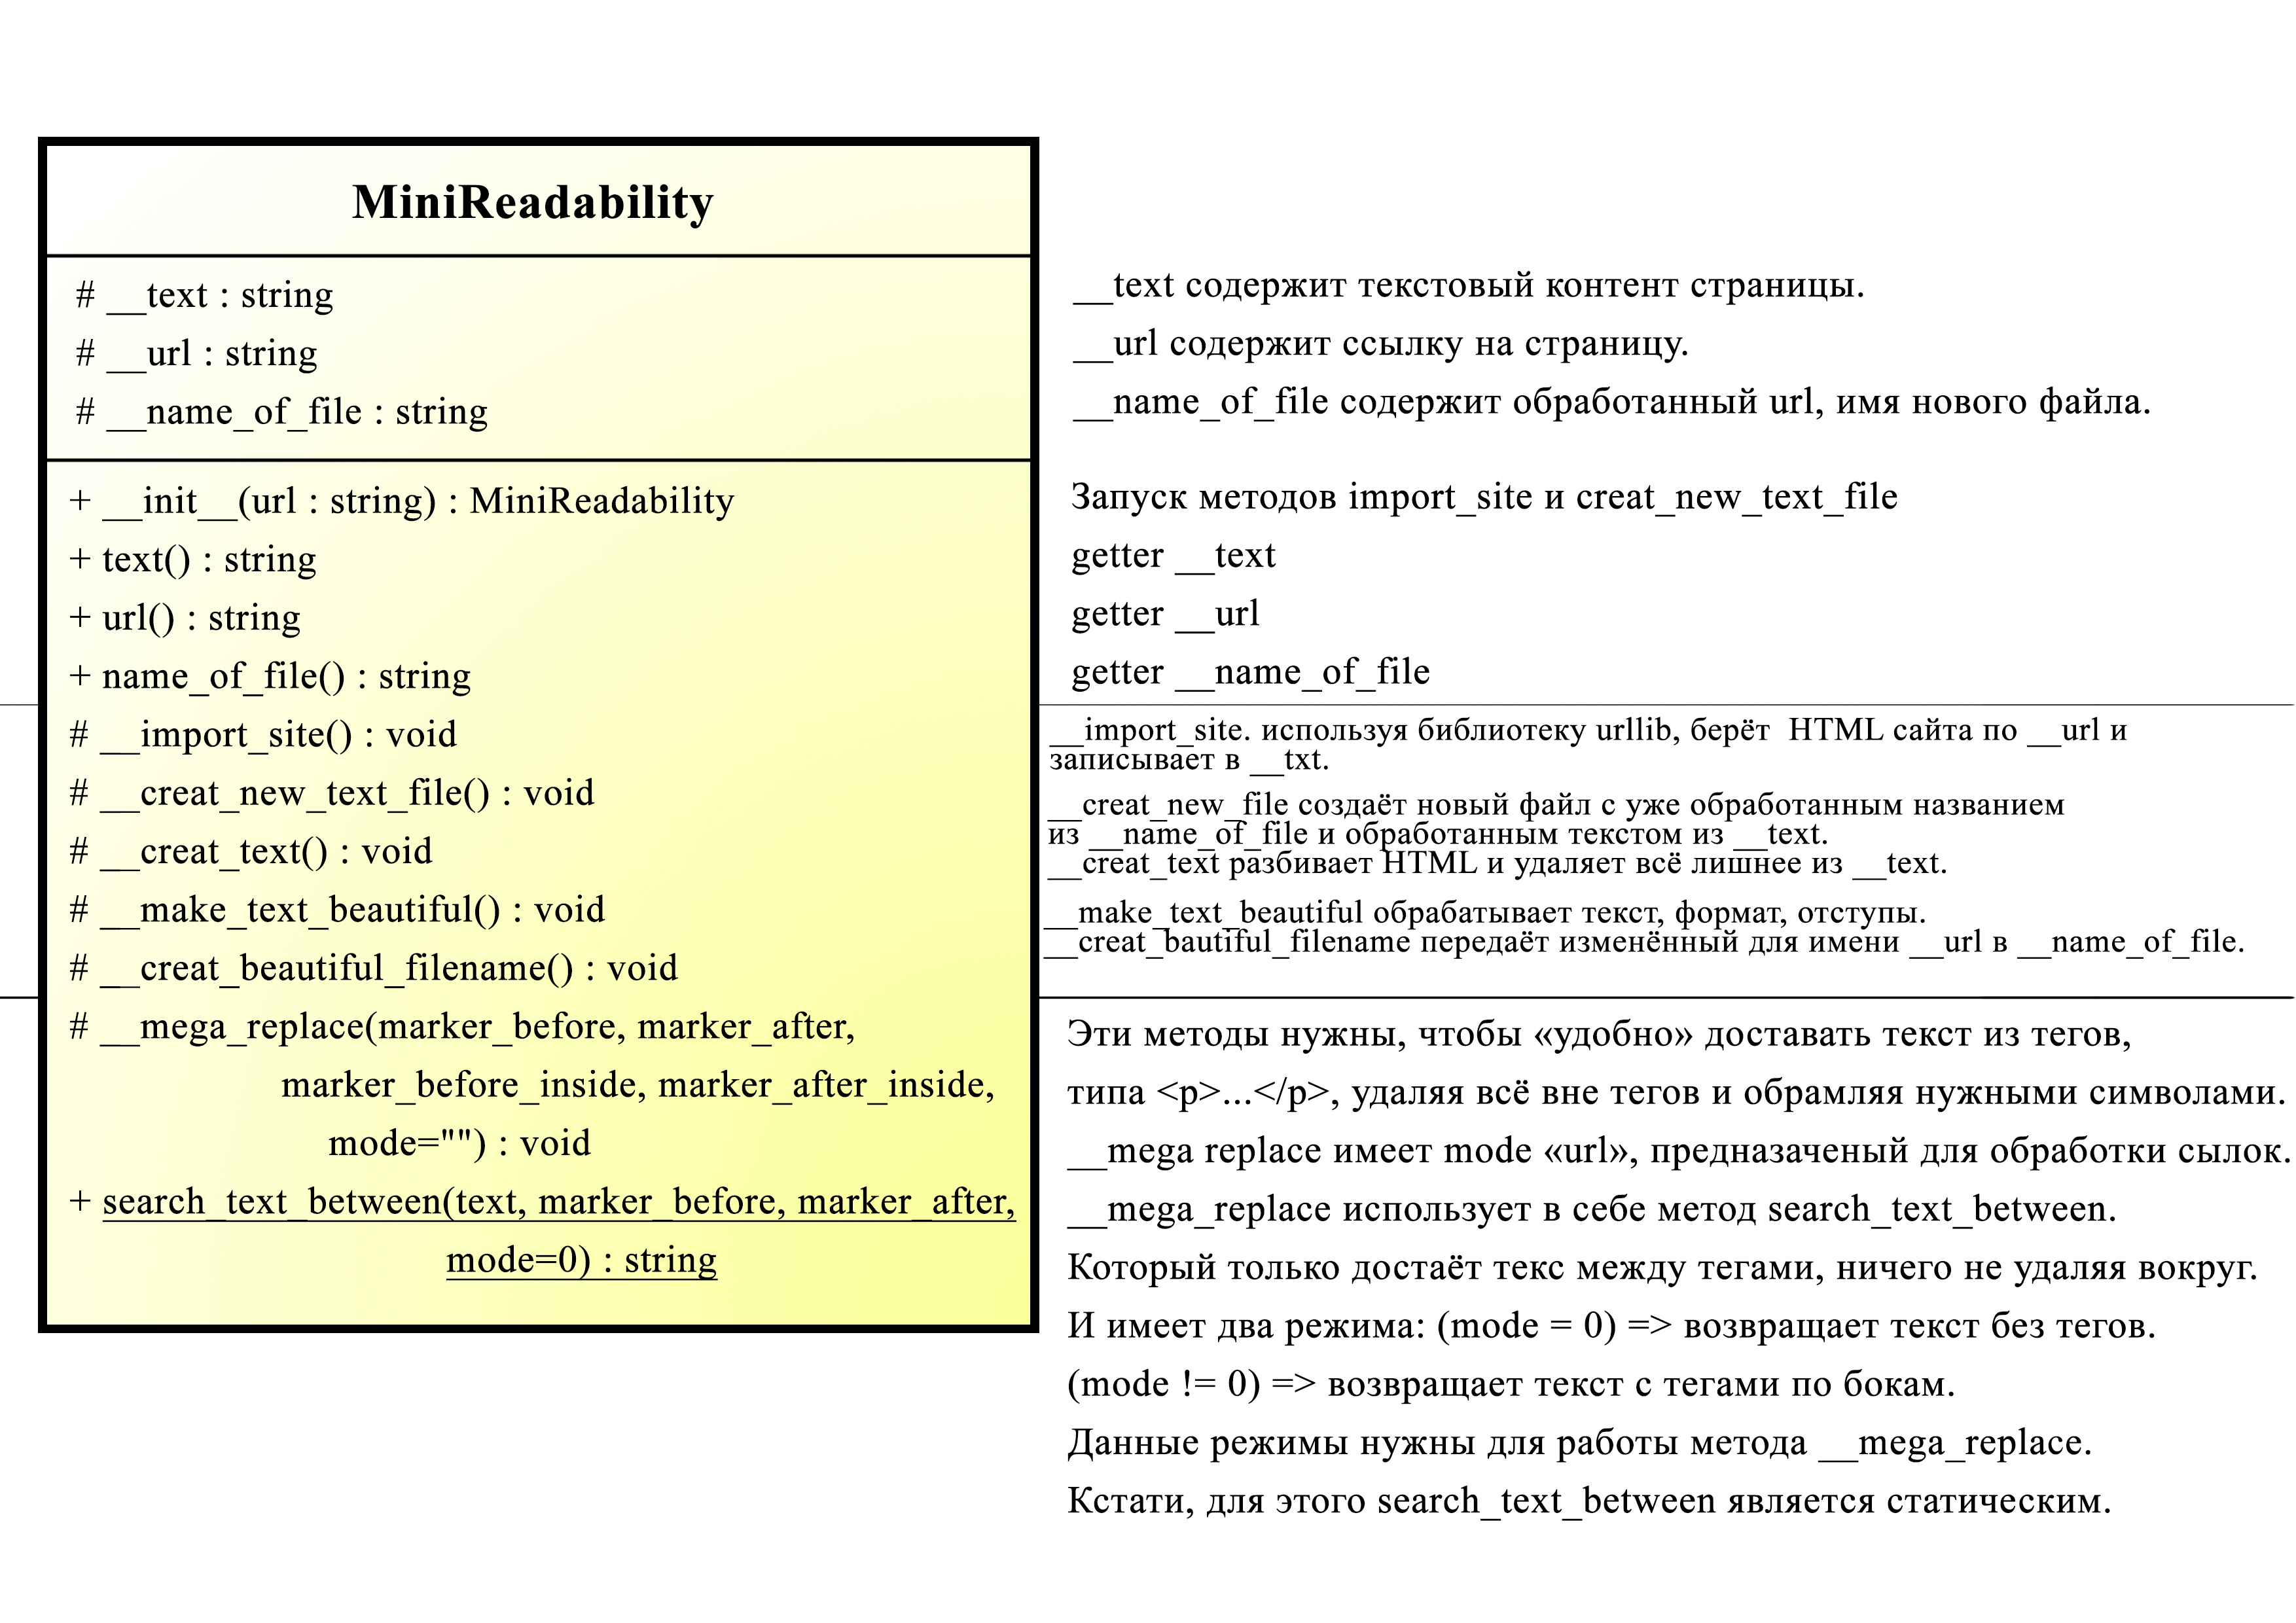 MiniReadability
# __text : string
# __url : string
# __name_of_file : string
+ __init__(url : string) : MiniReadability
+ text() : string
+ url() : string
+ name_of_file() : string
# __import_site() : void
# __creat_new_text_file() : void
# __creat_text() : void
# __make_text_beautiful() : void
# __creat_beautiful_filename() : void
# __mega_replace(marker_before, marker_after,
marker_before_inside, marker_after_inside,
mode="") : void
+ search_text_between(text, marker_before, marker_after,
mode=0) : string
__text содержит текстовый контент страницы.
__url содержит ссылку на страницу.
__name_of_file содержит обработанный url, имя нового файла.
Запуск методов import_site и creat_new_text_file
getter __text
getter __url
getter __name_of_file
__import_site. используя библиотеку urllib, берёт HTML сайта по __url и
записывает в __txt.
__creat_new_file создаёт новый файл с уже обработанным названием
из __name_of_file и обработанным текстом из __text.
__creat_text разбивает HTML и удаляет всё лишнее из __text.
__make_text_beautiful обрабатывает текст, формат, отступы.
__creat_bautiful_filename передаёт изменённый для имени __url в __name_of_file.
Эти методы нужны, чтобы «удобно» доставать текст из тегов,
типа <p>...</p>, удаляя всё вне тегов и обрамляя нужными символами.
__mega replace имеет mode «url», предназаченый для обработки сылок.
__mega_replace использует в себе метод search_text_between.
Который только достаёт текс между тегами, ничего не удаляя вокруг.
И имеет два режима: (mode = 0) => возвращает текст без тегов.
(mode != 0) => возвращает текст с тегами по бокам.
Данные режимы нужны для работы метода __mega_replace.
Кстати, для этого search_text_between является статическим.